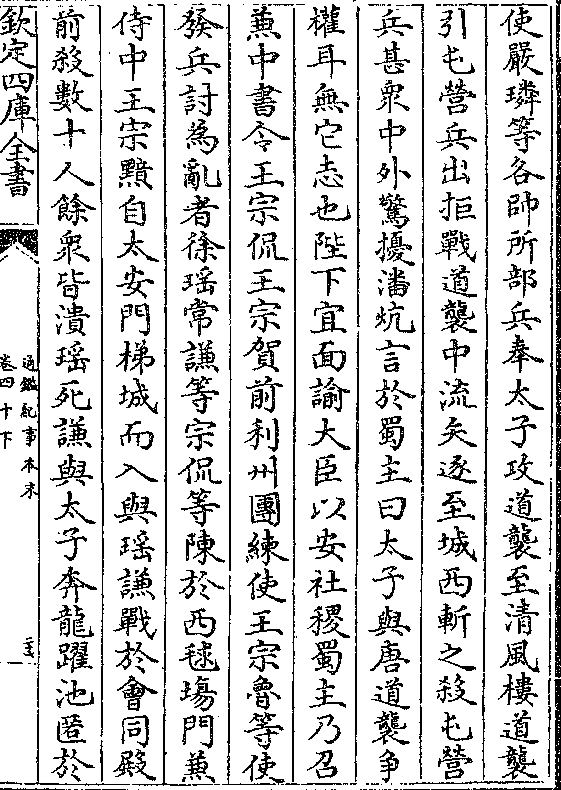 使嚴璘等各帥所部兵奉太子攻道襲至清風樓道襲
引屯營兵出拒戰道襲中流矢逐至城西斬之殺屯營
兵甚衆中外驚擾潘炕言於蜀主曰太子與唐道襲爭
權耳無它志也陛下宜面諭大臣以安社稷蜀主乃召
兼中書令王宗侃王宗賀前利州團練使王宗魯等使
發兵討為亂者徐瑶常謙等宗侃等陳於西毬場門兼
侍中王宗黯自太安門梯城而入與瑶謙戰於會同殿
前殺數十人餘衆皆潰瑶死謙與太子奔龍躍池匿於
欽定四庫全書
通鑑紀事本末
卷四十下